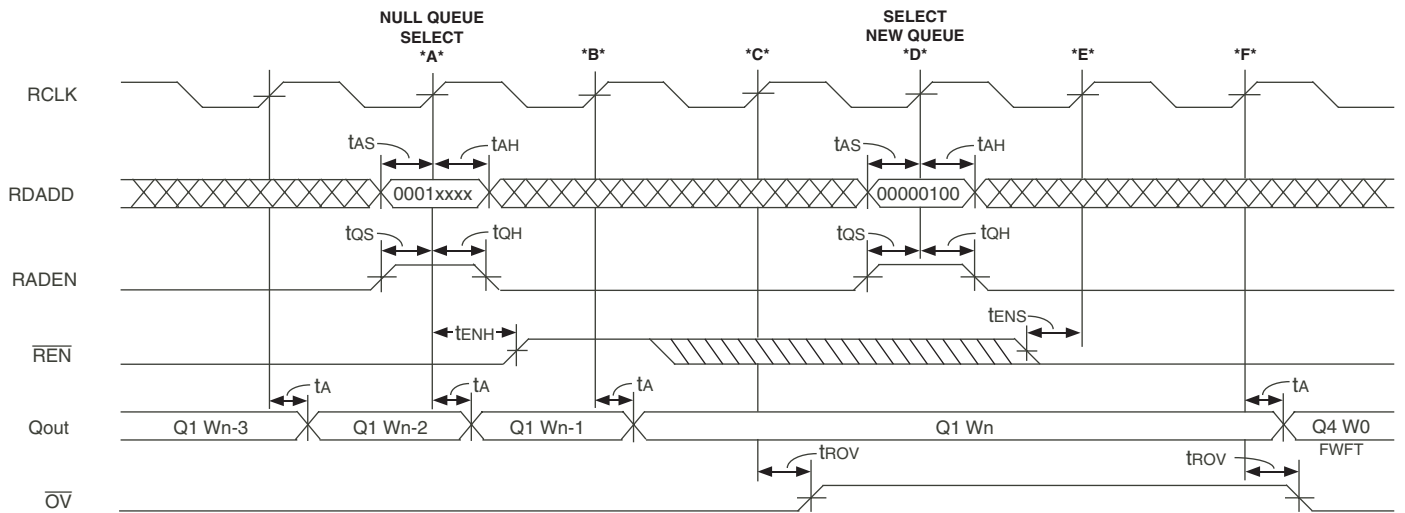 NULL QUEUE
SELECT
*A*
*B*
*C*
SELECT
NEW QUEUE
*D*
*E*
*F*
RCLK
tAS
tAH
tAS
tAH
RDADD
0001xxxx
00000100
tQS
tQH
tQS
tQH
RADEN
tENH
tENS
REN
tA
tA
tA
tA
Qout
Q1 Wn-3
Q1 Wn-2
Q1 Wn-1
Q1 Wn
Q4 W0
FWFT
tROV
tROV
OV